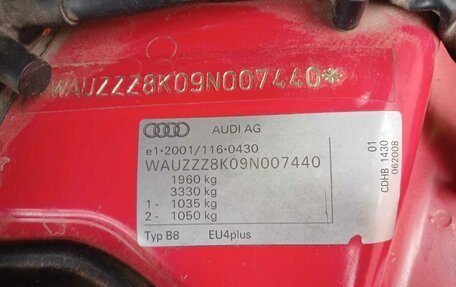 WAUZZZ8K09N007440*
AUDI AG
e1*2001/116*0430
WAUZZZ8K09N007440
1960 kg
3330 kg
1- 1035 kg
2- 1050 kg
Typ B8 EU4plus
01
CDHB 1430
062008